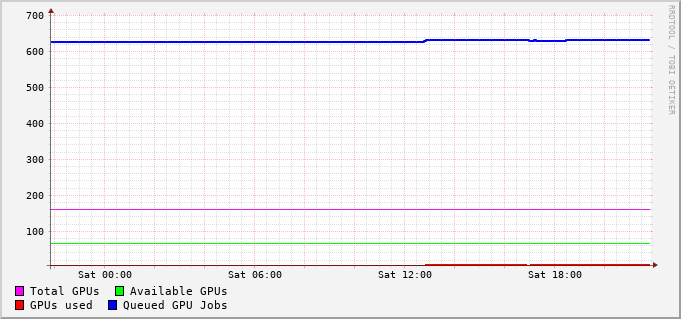 700
600
500
400
300
200
100
Sat 00:00 Sat 06:00 Sat 12:00 Sat 18:00
Total GPUs Available GPUs
GPUs used Queued GPU Jobs
RRDTOOL / TOBI OETIKER